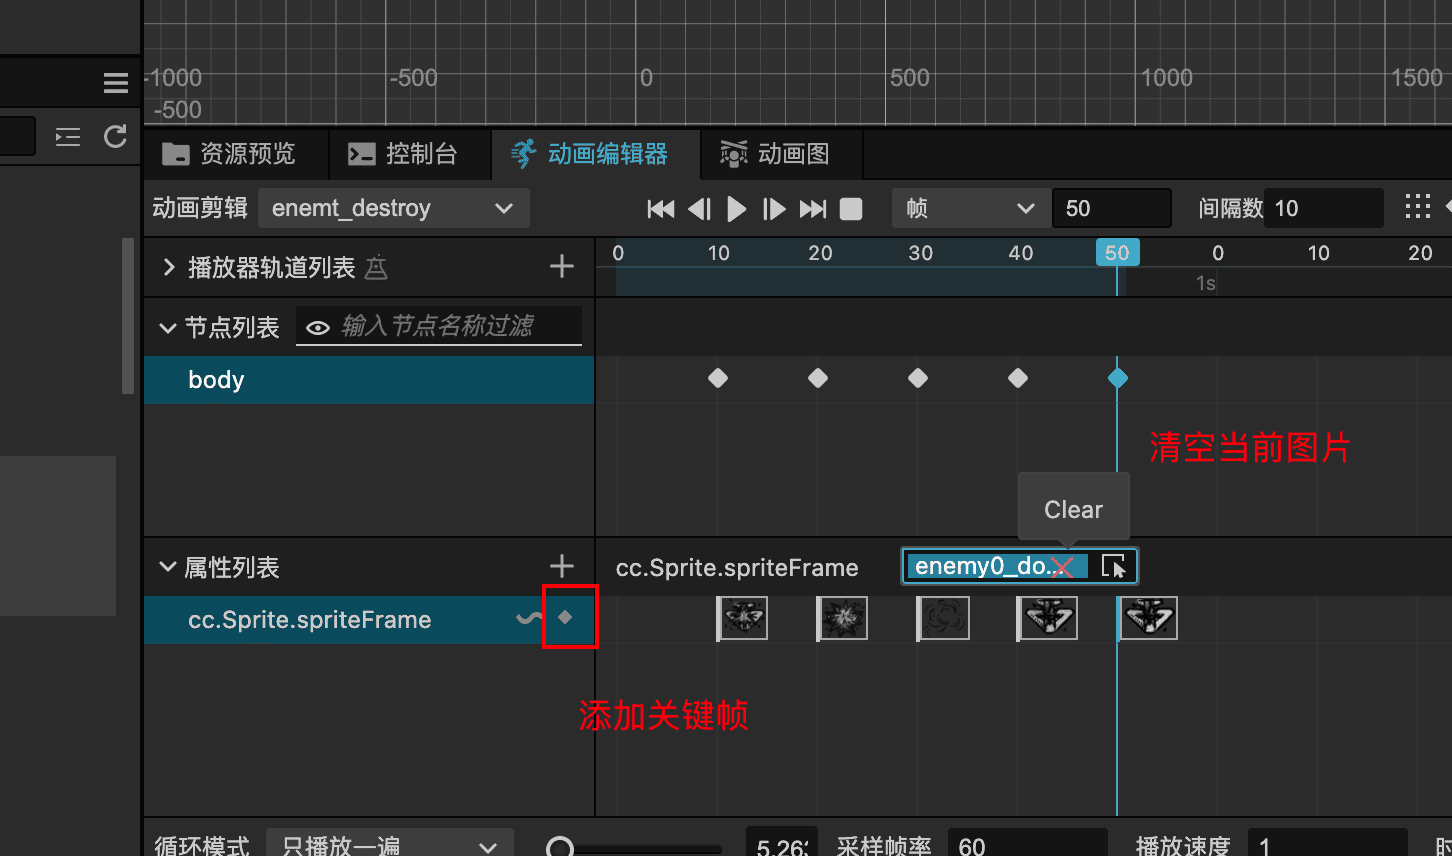 -1000 -500 0 500 1000 1500
-500
资源预览 控制台 动画编辑器 动画图
动画剪辑 enemt_destroy 帧 50 间隔数 10
播放器轨道列表 0 10 20 30 40 50 0 10 20
1s
节点列表 输入节点名称过滤
body
清空当前图片
Clear
属性列表 cc.Sprite.spriteFrame enemy0_do...
cc.Sprite.spriteFrame
添加关键帧
循环模式 只播放一遍 采样帧率 60 播放速度 1